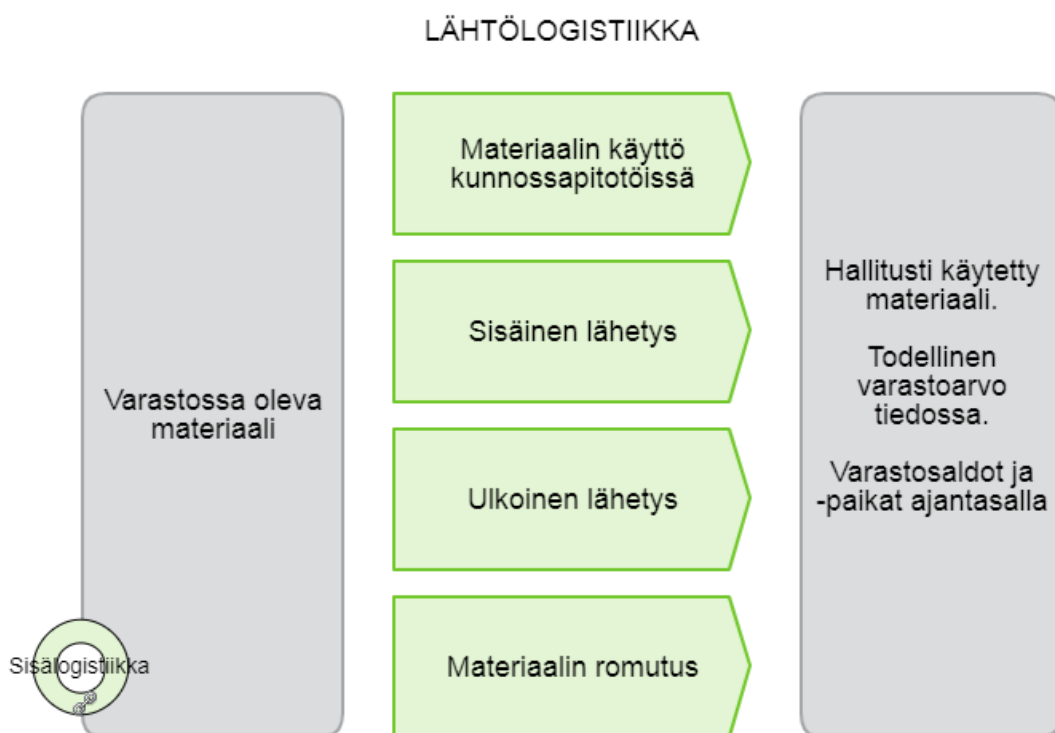 LÄHTÖLOGISTIIKKA
Varastossa oleva
materiaali
Sisälogistiikka
Materiaalin käyttö
kunnossapitotöissä
Sisäinen lähetys
Ulkoinen lähetys
Materiaalin romutus
Hallitusti käytetty
materiaali.
Todellinen
varastoarvo
tiedossa.
Varastosaldot ja
-paikat ajantasalla